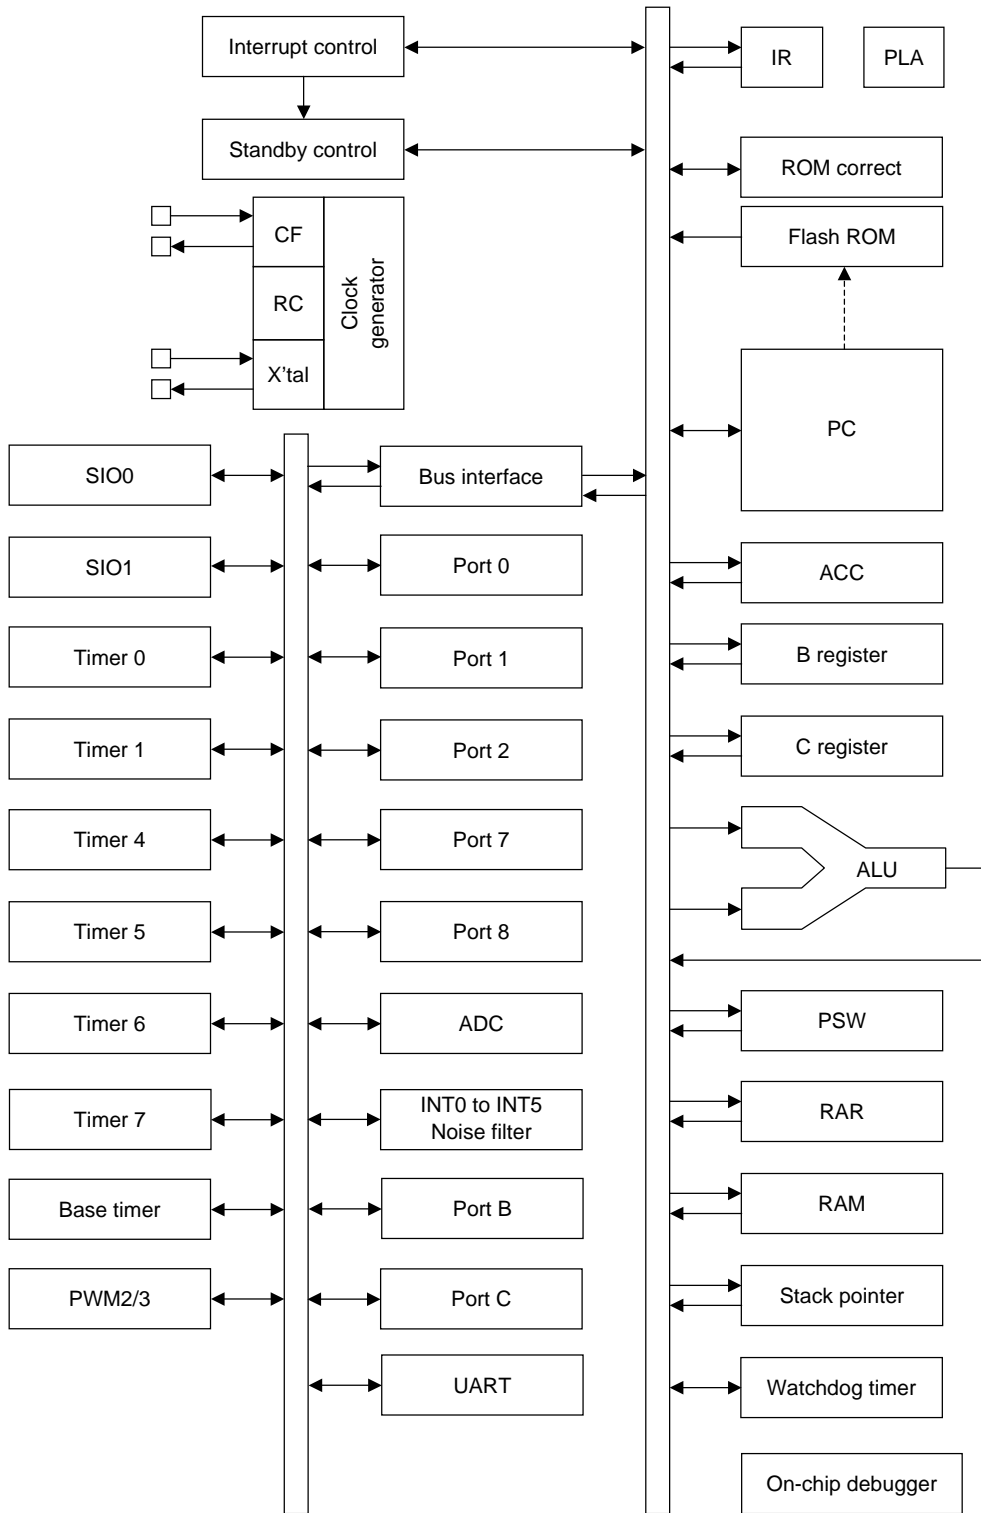 Interrupt control
IR
PLA
Standby control
ROM correct
CF
RC
X'tal
Clock
generator
Flash ROM
PC
SIO0
Bus interface
SIO1
Port 0
ACC
Timer 0
Port 1
B register
Timer 1
Port 2
C register
Timer 4
Port 7
ALU
Timer 5
Port 8
Timer 6
ADC
PSW
Timer 7
INT0 to INT5
Noise filter
RAR
Base timer
Port B
RAM
PWM2/3
Port C
Stack pointer
UART
Watchdog timer
On-chip debugger